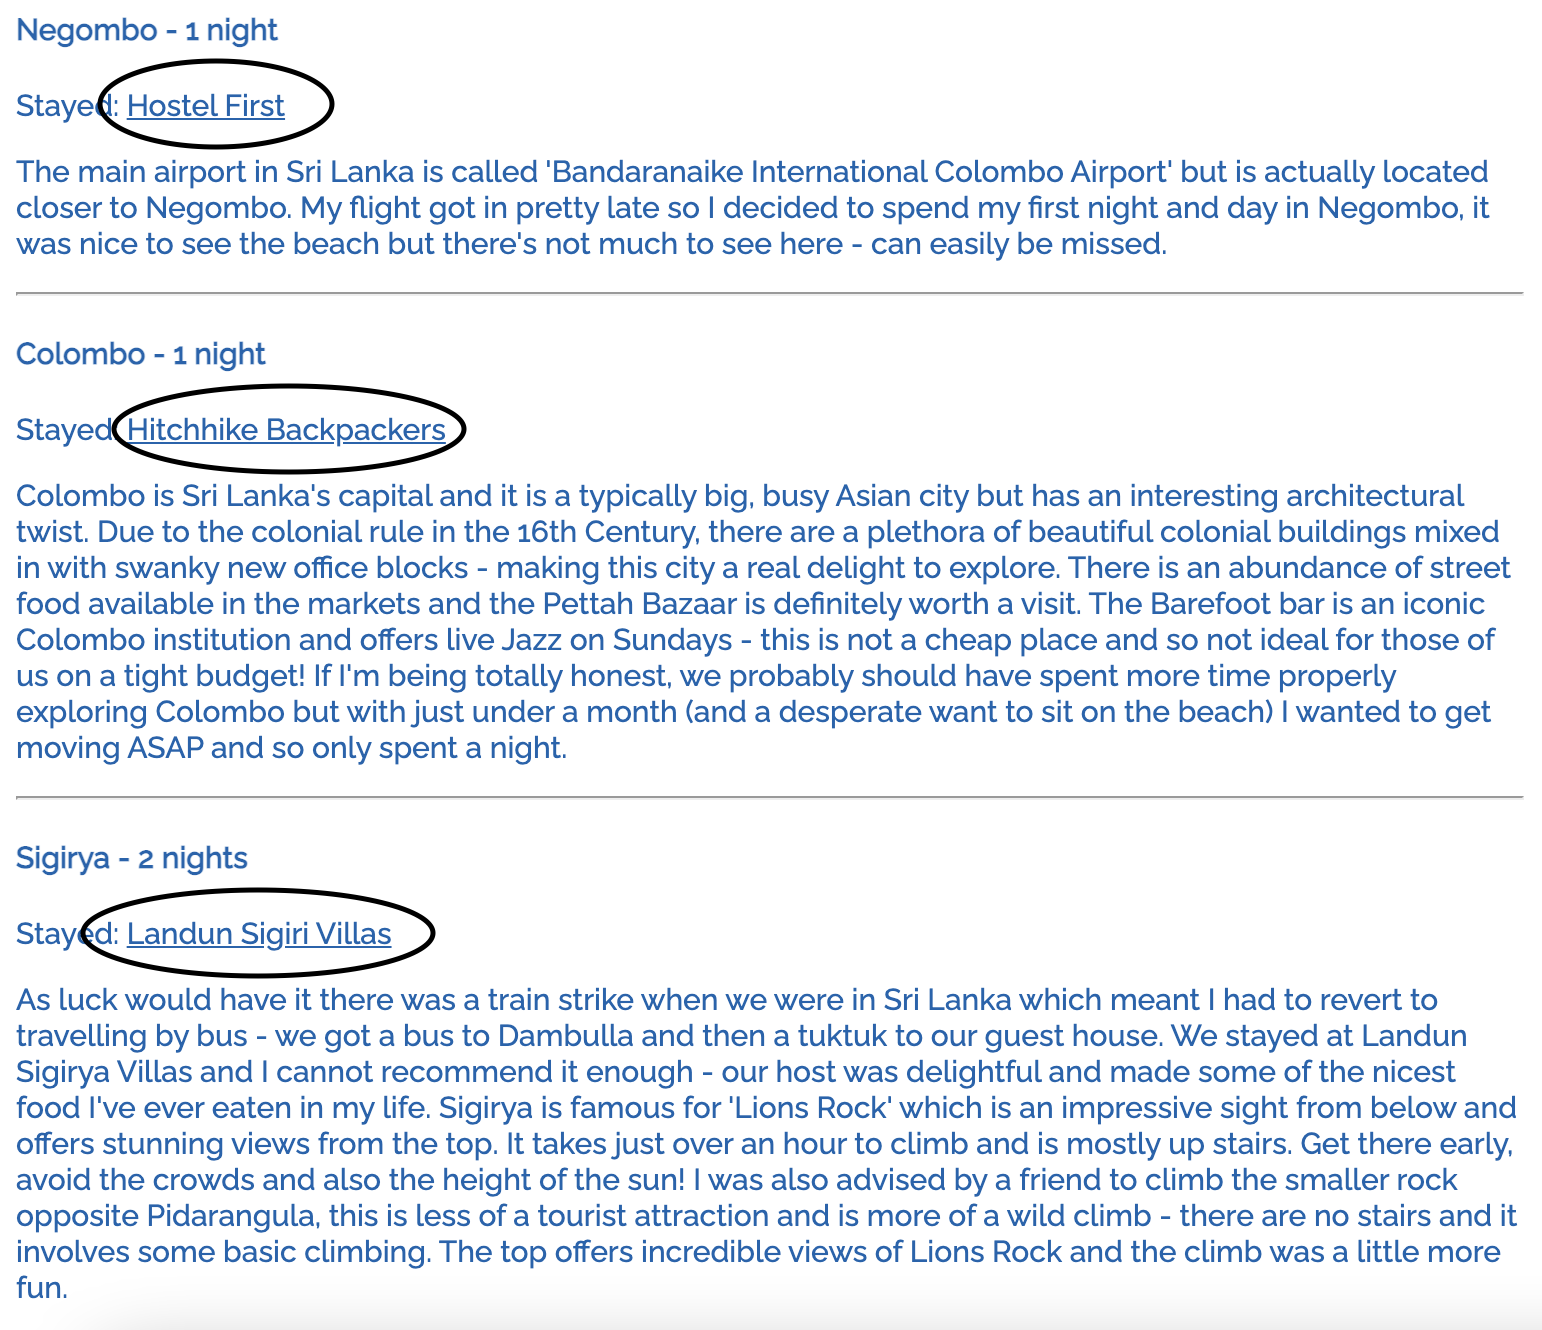 Negombo - 1 night
Stayed: Hostel First
The main airport in Sri Lanka is called 'Bandaranaike International Colombo Airport' but is actually located
closer to Negombo. My flight got in pretty late so I decided to spend my first night and day in Negombo, it
was nice to see the beach but there's not much to see here - can easily be missed.
Colombo - 1 night
Stayed: Hitchhike Backpackers
Colombo is Sri Lanka's capital and it is a typically big, busy Asian city but has an interesting architectural
twist. Due to the colonial rule in the 16th Century, there are a plethora of beautiful colonial buildings mixed
in with swanky new office blocks - making this city a real delight to explore. There is an abundance of street
food available in the markets and the Pettah Bazaar is definitely worth a visit. The Barefoot bar is an iconic
Colombo institution and offers live Jazz on Sundays - this is not a cheap place and so not ideal for those of
us on a tight budget! If I'm being totally honest, we probably should have spent more time properly
exploring Colombo but with just under a month (and a desperate want to sit on the beach) I wanted to get
moving ASAP and so only spent a night.
Sigirya - 2 nights
Stayed: Landun Sigiri Villas
As luck would have it there was a train strike when we were in Sri Lanka which meant I had to revert to
travelling by bus - we got a bus to Dambulla and then a tuktuk to our guest house. We stayed at Landun
Sigirya Villas and I cannot recommend it enough - our host was delightful and made some of the nicest
food I've ever eaten in my life. Sigirya is famous for 'Lions Rock' which is an impressive sight from below and
offers stunning views from the top. It takes just over an hour to climb and is mostly up stairs. Get there early,
avoid the crowds and also the height of the sun! I was also advised by a friend to climb the smaller rock
opposite Pidarangula, this is less of a tourist attraction and is more of a wild climb - there are no stairs and it
involves some basic climbing. The top offers incredible views of Lions Rock and the climb was a little more
fun.